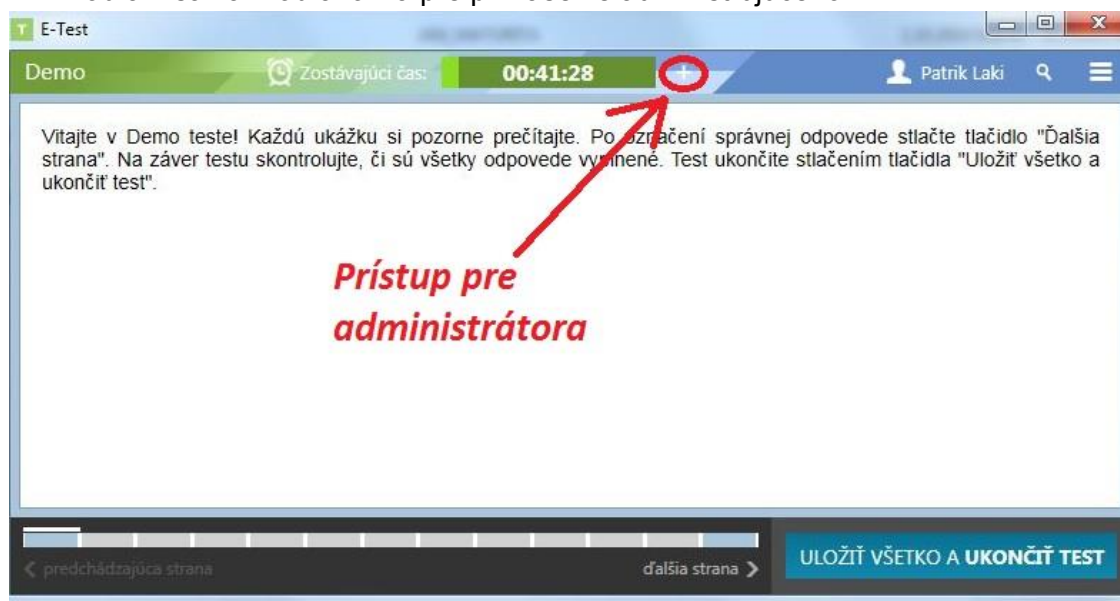 E-Test
Demo
Zostávajúci čas:
00:41:28
+
Patrik Laki
Vitajte v Demo teste! Každú ukážku si pozorne prečítajte. Po označení správnej odpovede stlačte tlačidlo "Ďalšia
strana". Na záver testu skontrolujte, či sú všetky odpovede vyplnené. Test ukončite stlačením tlačidla "Uložiť všetko a
ukončiť test".
Prístup pre
administrátora
predchádzajúca strana
ďalšia strana
ULOŽIŤ VŠETKO A UKONČIŤ TEST